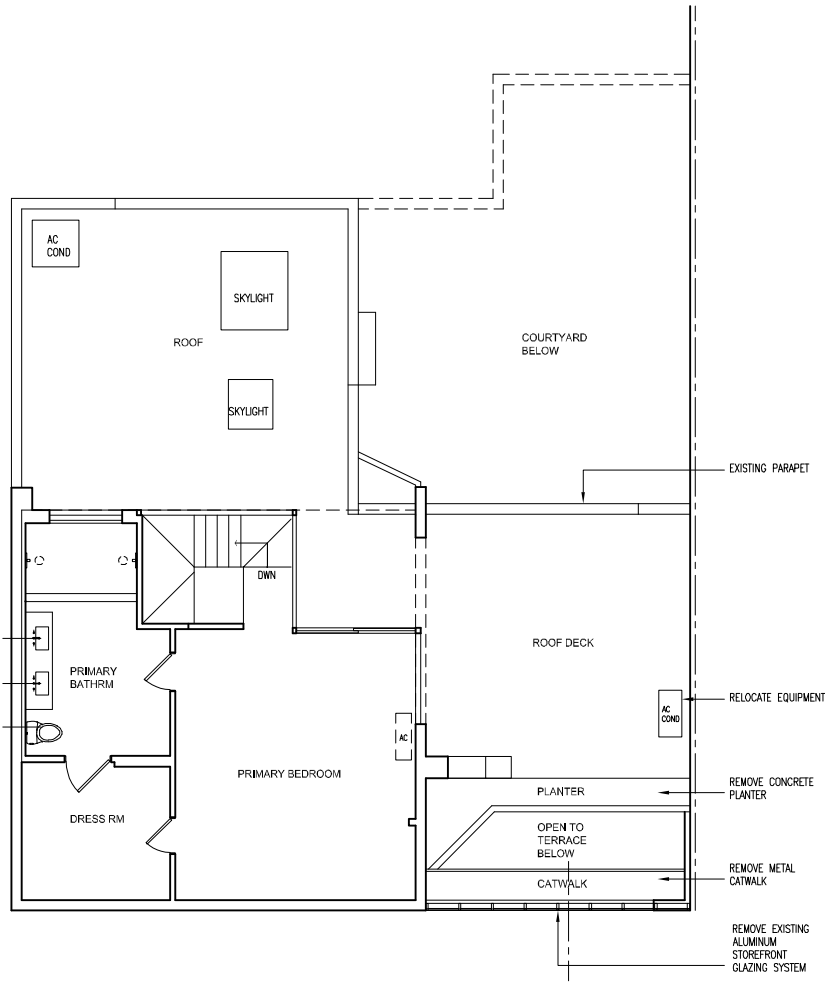 AC
COND
SKYLIGHT
ROOF
COURTYARD
BELOW
SKYLIGHT
EXISTING PARAPET
DWN
ROOF DECK
PRIMARY
BATHRM
RELOCATE EQUIPMENT
AC
COND
AC
PRIMARY BEDROOM
REMOVE CONCRETE
PLANTER
PLANTER
DRESS RM
OPEN TO
TERRACE
BELOW
REMOVE METAL
CATWALK
CATWALK
REMOVE EXISTING
ALUMINUM
STOREFRONT
GLAZING SYSTEM